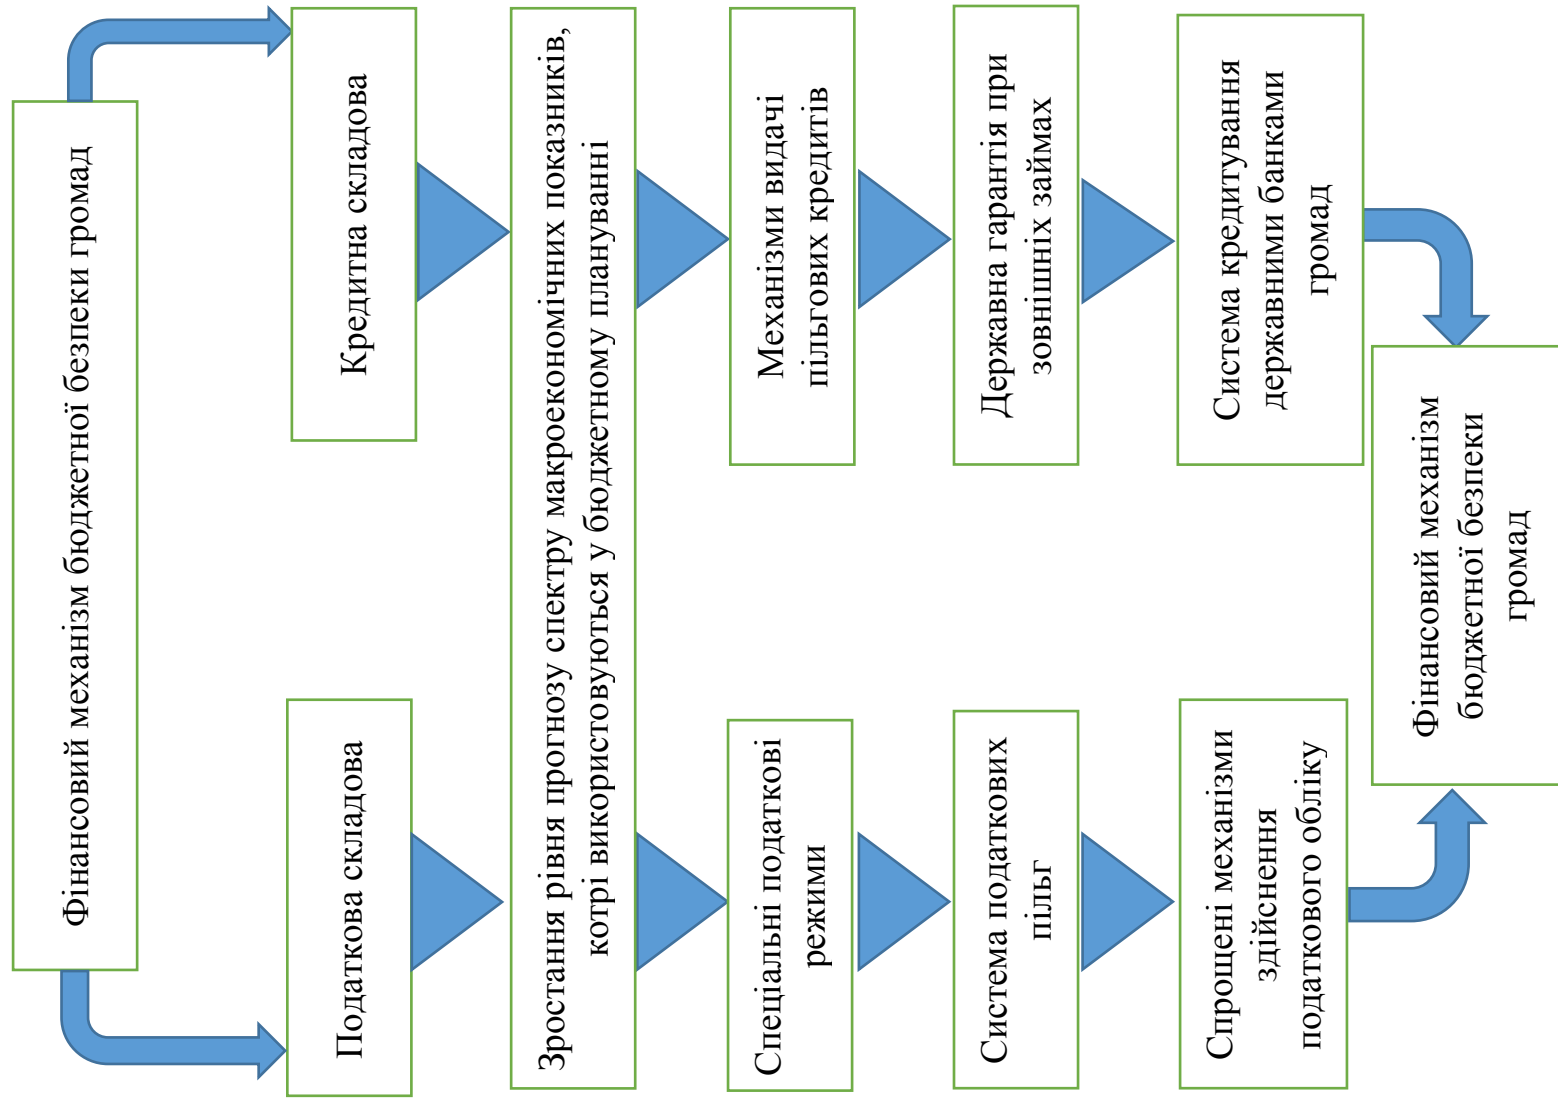 Фінансовий механізм бюджетної безпеки громад
Податкова складова
Кредитна складова
Зростання рівня прогнозу спектру макроекономічних показників,
котрі використовуються у бюджетному плануванні
Спеціальні податкові
режими
Механізми видачі
пільгових кредитів
Система податкових
пільг
Державна гарантія при
зовнішніх займах
Спрощені механізми
здійснення
податкового обліку
Система кредитування
державними банками
громад
Фінансовий механізм
бюджетної безпеки
громад